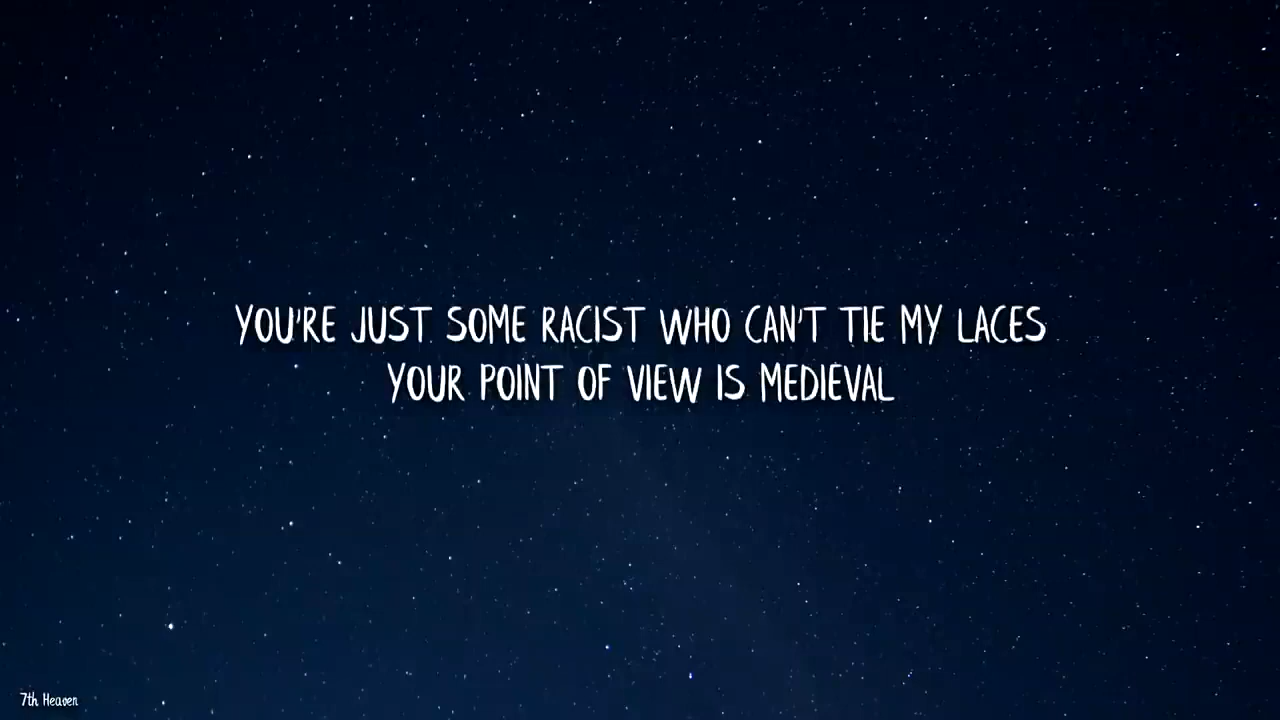 YOU'RE JUST SOME RACIST WHO CAN'T TIE MY LACES
YOUR POINT OF VIEW IS MEDIEVAL
7th Heaven